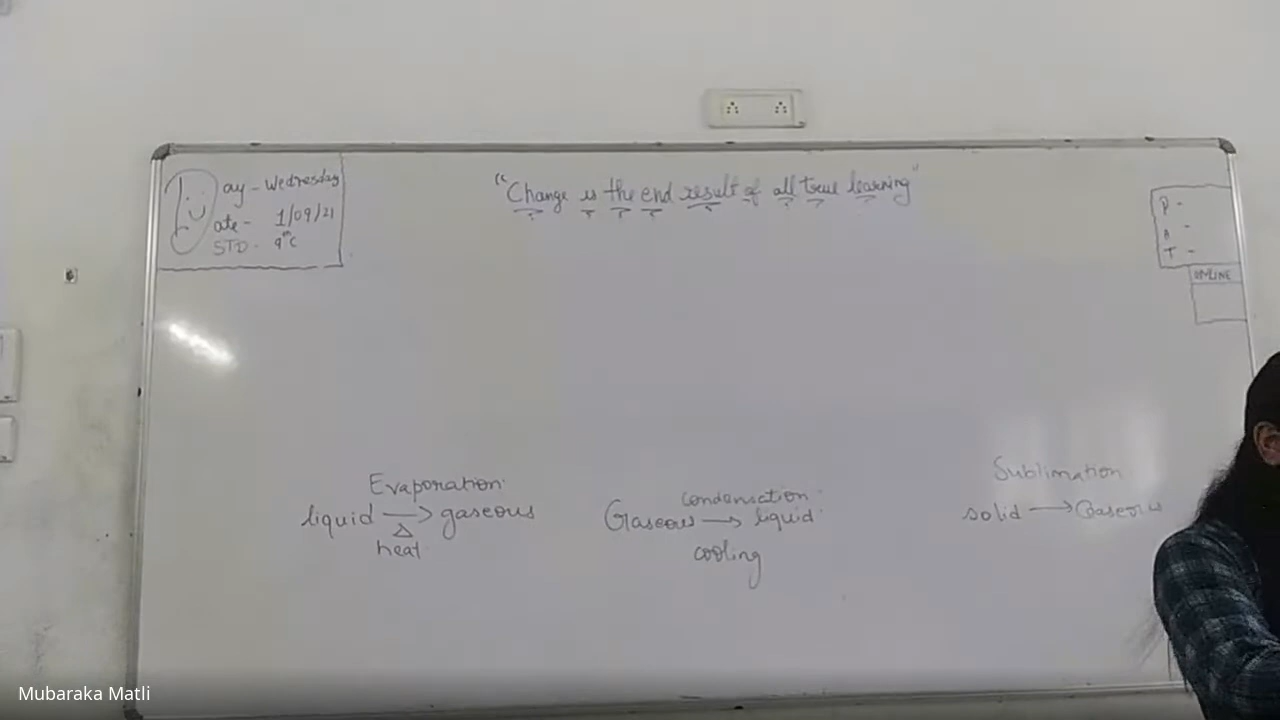 Day - Wednesday
Date - 1/09/21
STD - 9th C
"Change is the end result of all true learning"
P -
A -
T -
ONLINE
Evaporation
liquid → gaseous
Δ
heat
Condensation
Gaseous → liquid
cooling
Sublimation
solid → Gaseous
Mubaraka Matli